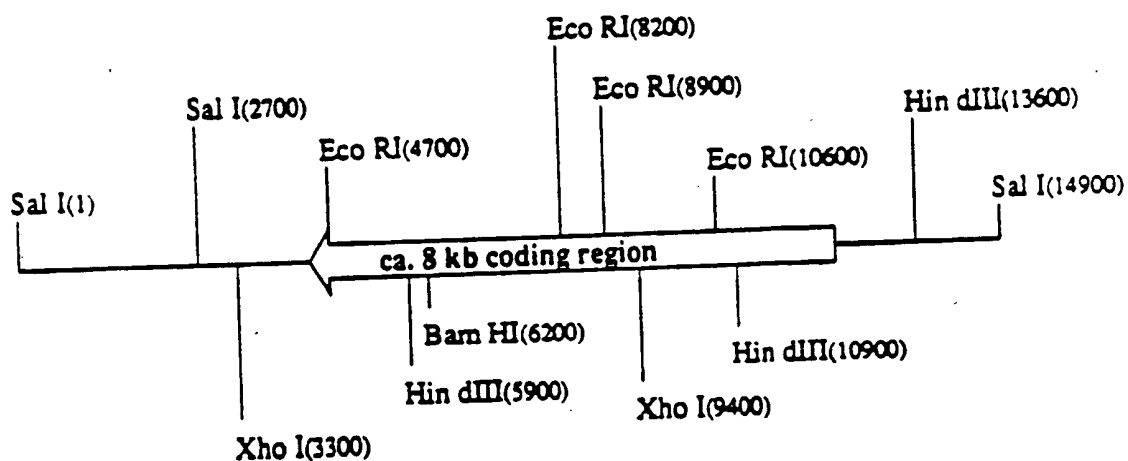 Eco RI(8200)
Eco RI(8900)
Sal I(2700)
Hin dIII(13600)
Eco RI(4700)
Eco RI(10600)
Sal I(1)
Sal I(14900)
ca. 8 kb coding region
Bam HI(6200)
Hin dIII(10900)
Hin dIII(5900)
Xho I(9400)
Xho I(3300)